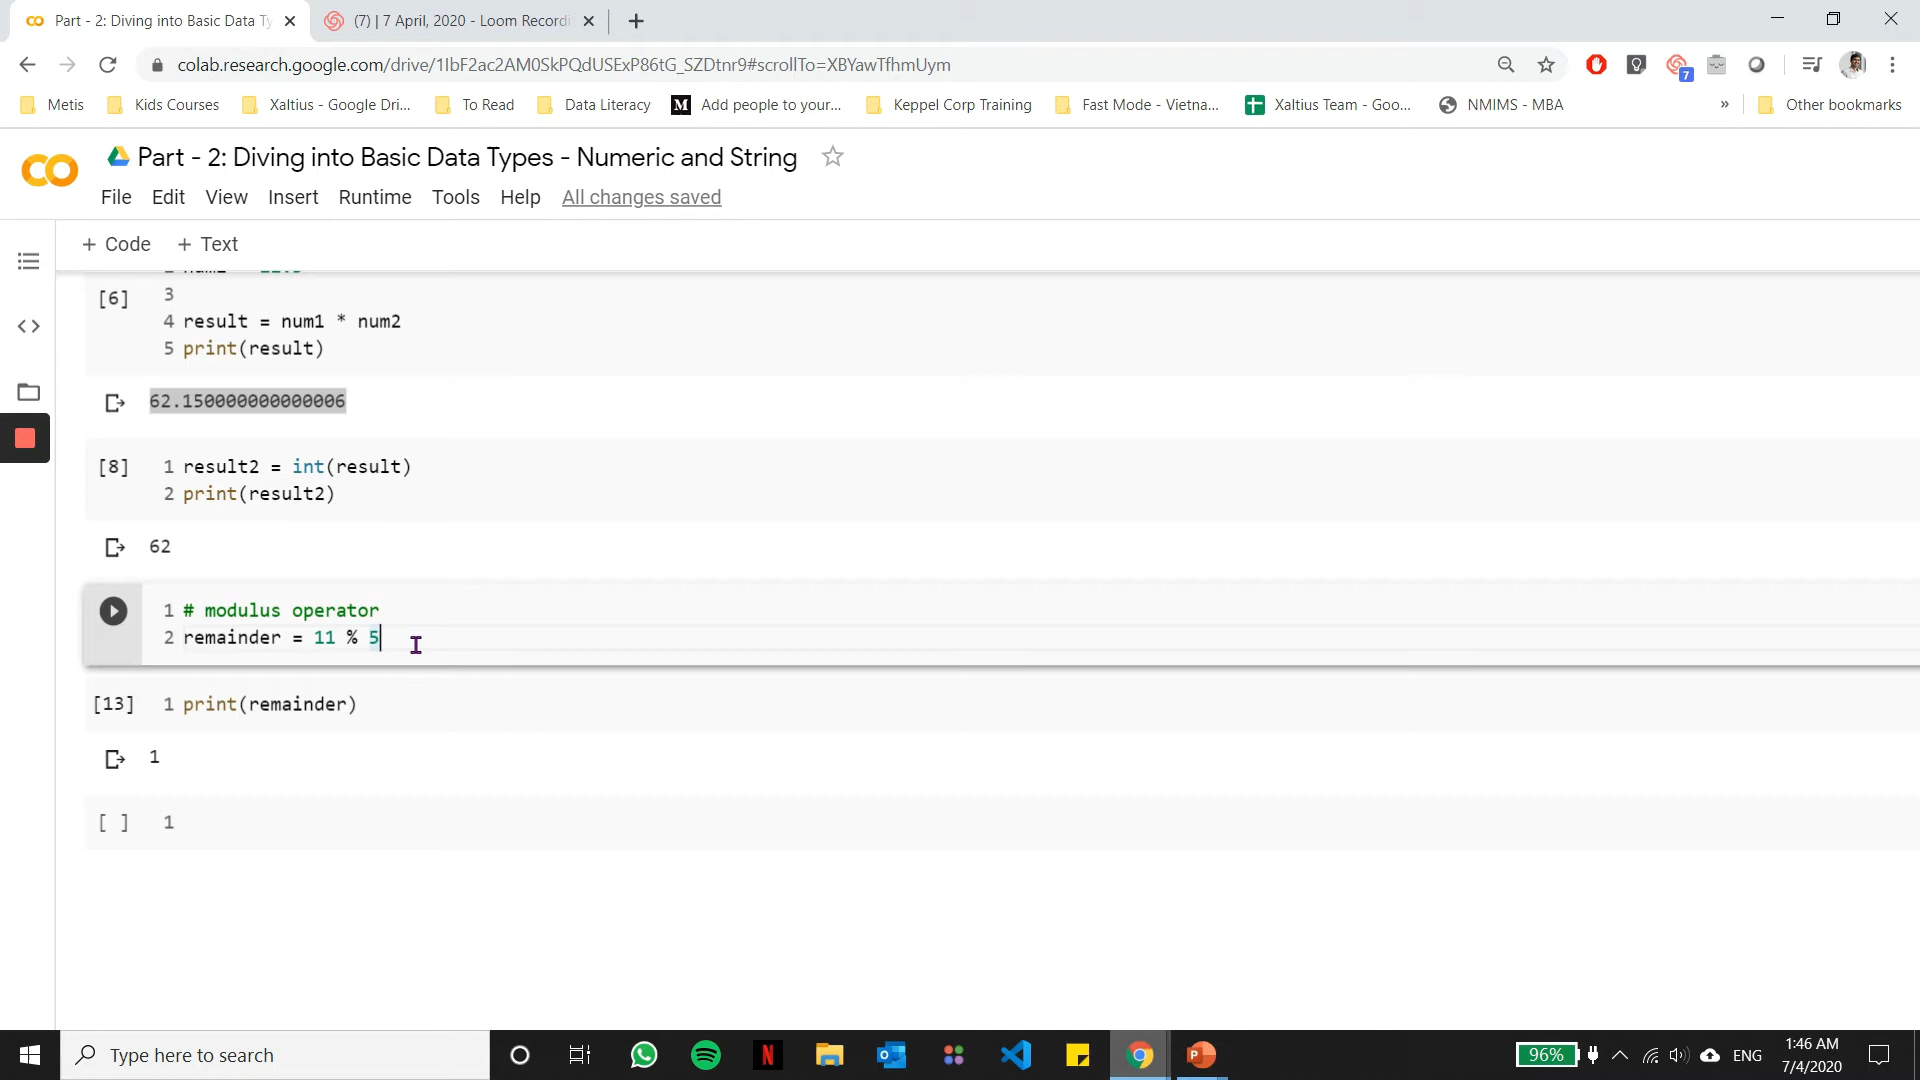 Part - 2: Diving into Basic Data Ty
(7) | 7 April, 2020 - Loom Recordi
colab.research.google.com/drive/1IbF2ac2AM0SkPQdUSExP86tG_SZDtnr9#scrollTo=XBYawTfhmUym
7
Metis Kids Courses Xaltius - Google Dri... To Read Data Literacy Add people to your... Keppel Corp Training Fast Mode - Vietna... Xaltius Team - Goo... NMIMS - MBA » Other bookmarks
Part - 2: Diving into Basic Data Types - Numeric and String
File Edit View Insert Runtime Tools Help All changes saved
+ Code + Text
[6] 3
4 result = num1 * num2
5 print(result)
62.150000000000006
[8] 1 result2 = int(result)
2 print(result2)
62
1 # modulus operator
2 remainder = 11 % 5
[13] 1 print(remainder)
1
[ ] 1
Type here to search
96% ENG 1:46 AM
7/4/2020